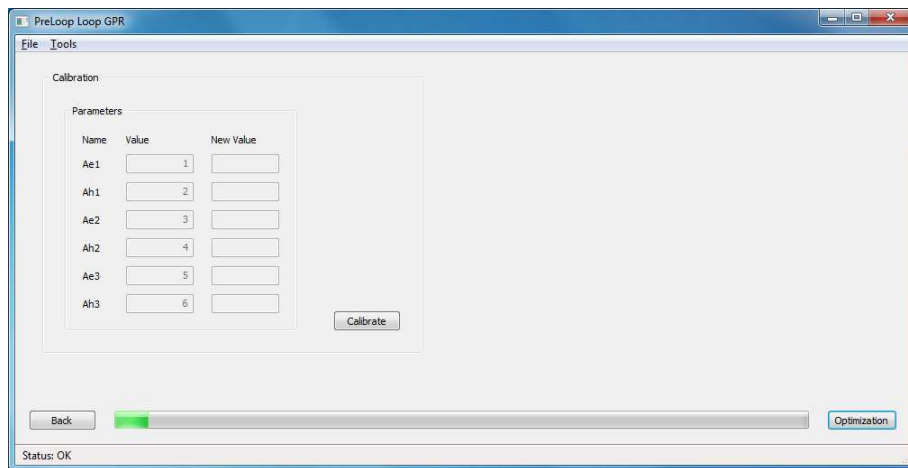 PreLoop Loop GPR
File Tools
Calibration
Parameters
Name Value New Value
Ae1 1
Ah1 2
Ae2 3
Ah2 4
Ae3 5
Ah3 6
Calibrate
Back Optimization
Status: OK